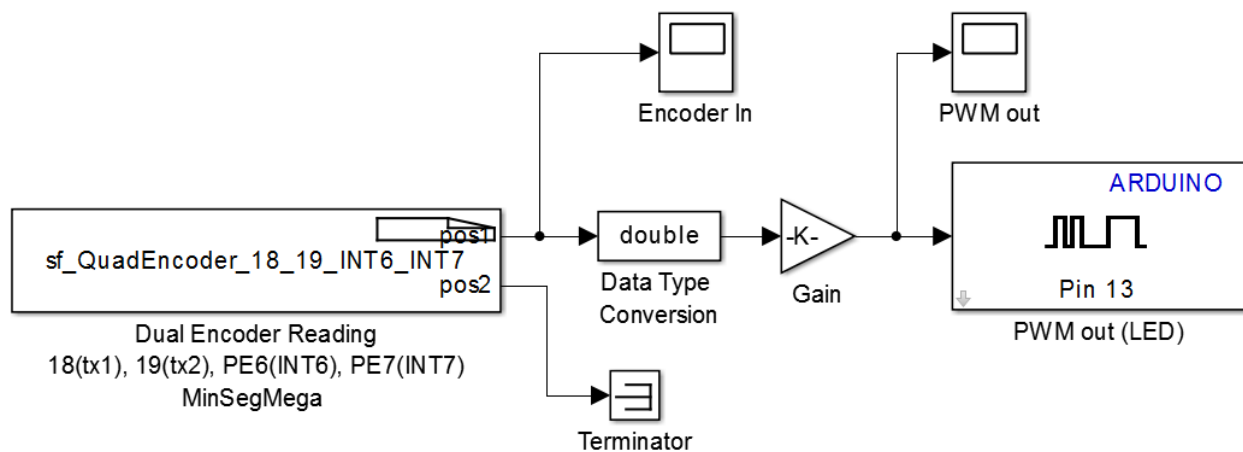 Encoder In
PWM out
ARDUINO
pos1
sf_QuadEncoder_18_19_INT6_INT7
pos2
double
-K-
Pin 13
Data Type
Conversion
Gain
PWM out (LED)
Dual Encoder Reading
18(tx1), 19(tx2), PE6(INT6), PE7(INT7)
MinSegMega
Terminator